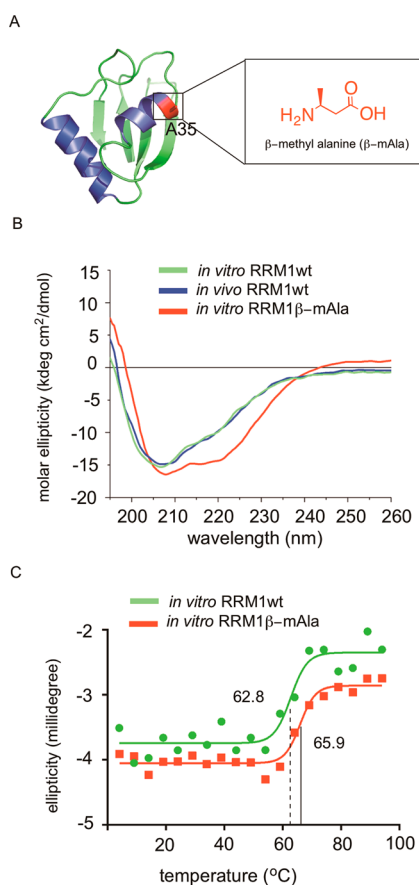 A
A35
O
H₂N
OH
β-methyl alanine (β-mAla)
B
in vitro RRM1wt
in vivo RRM1wt
in vitro RRM1β-mAla
molar ellipticity (kdeg cm²/dmol)
15
10
5
0
-5
-10
-15
-20
200 210 220 230 240 250 260
wavelength (nm)
C
in vitro RRM1wt
in vitro RRM1β-mAla
ellipticity (millidegree)
-2
-3
-4
-5
62.8
65.9
20 40 60 80 100
temperature (°C)